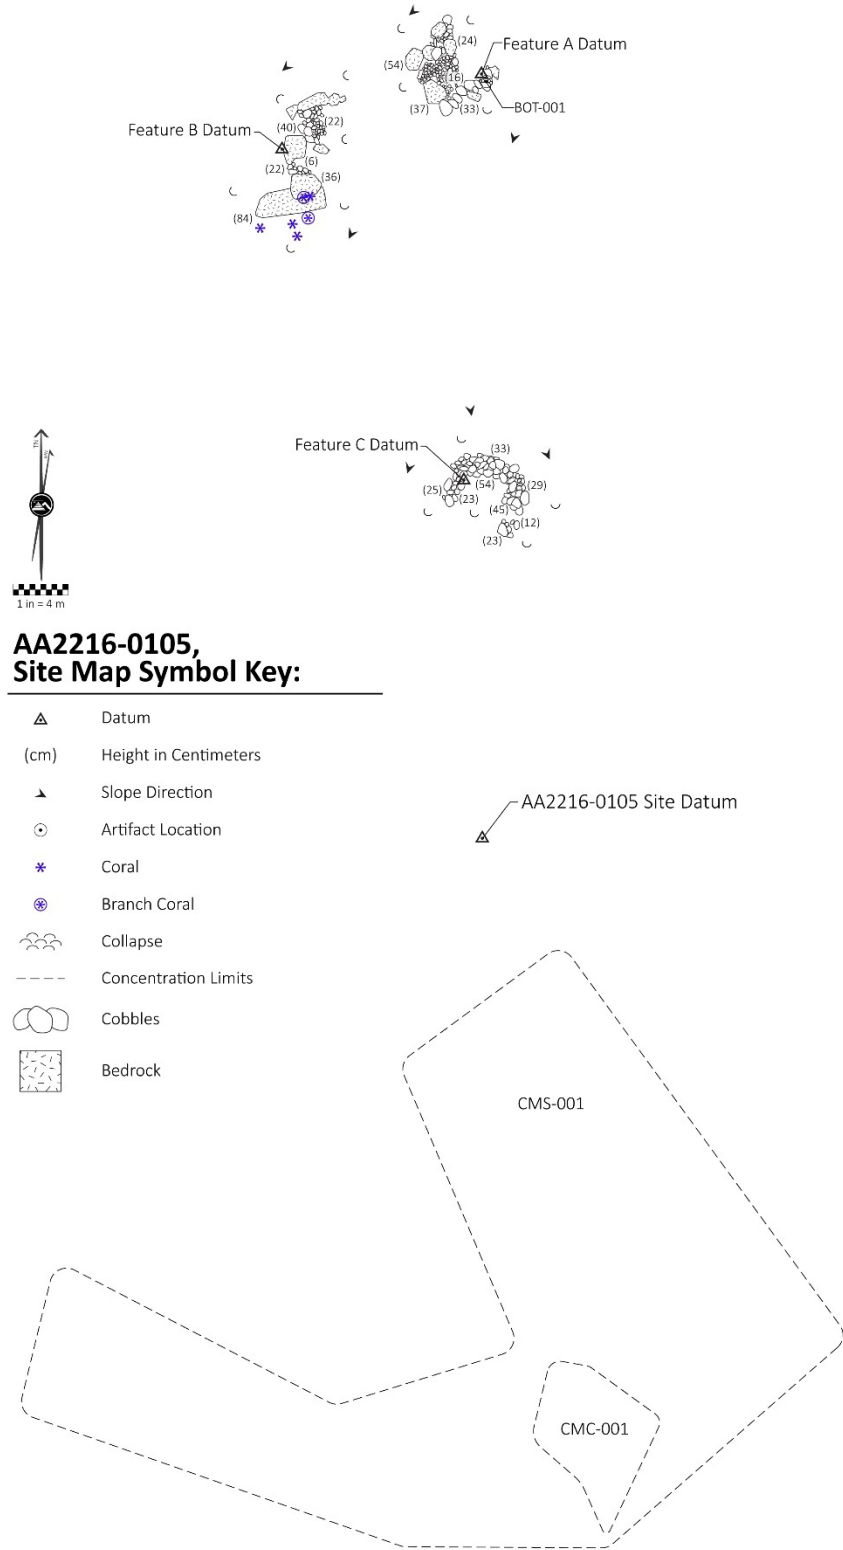 (24)
Feature A Datum
(54)
(16)
BOT-001
(37)
(33)
Feature B Datum
(40)
(22)
(22)
(6)
(36)
(84)
Feature C Datum
(33)
(25)
(23)
(54)
(29)
(45)
(12)
(23)
TN
1 in = 4 m
AA2216-0105,
Site Map Symbol Key:
Datum
(cm) Height in Centimeters
Slope Direction
Artifact Location
Coral
Branch Coral
Collapse
Concentration Limits
Cobbles
Bedrock
AA2216-0105 Site Datum
CMS-001
CMC-001